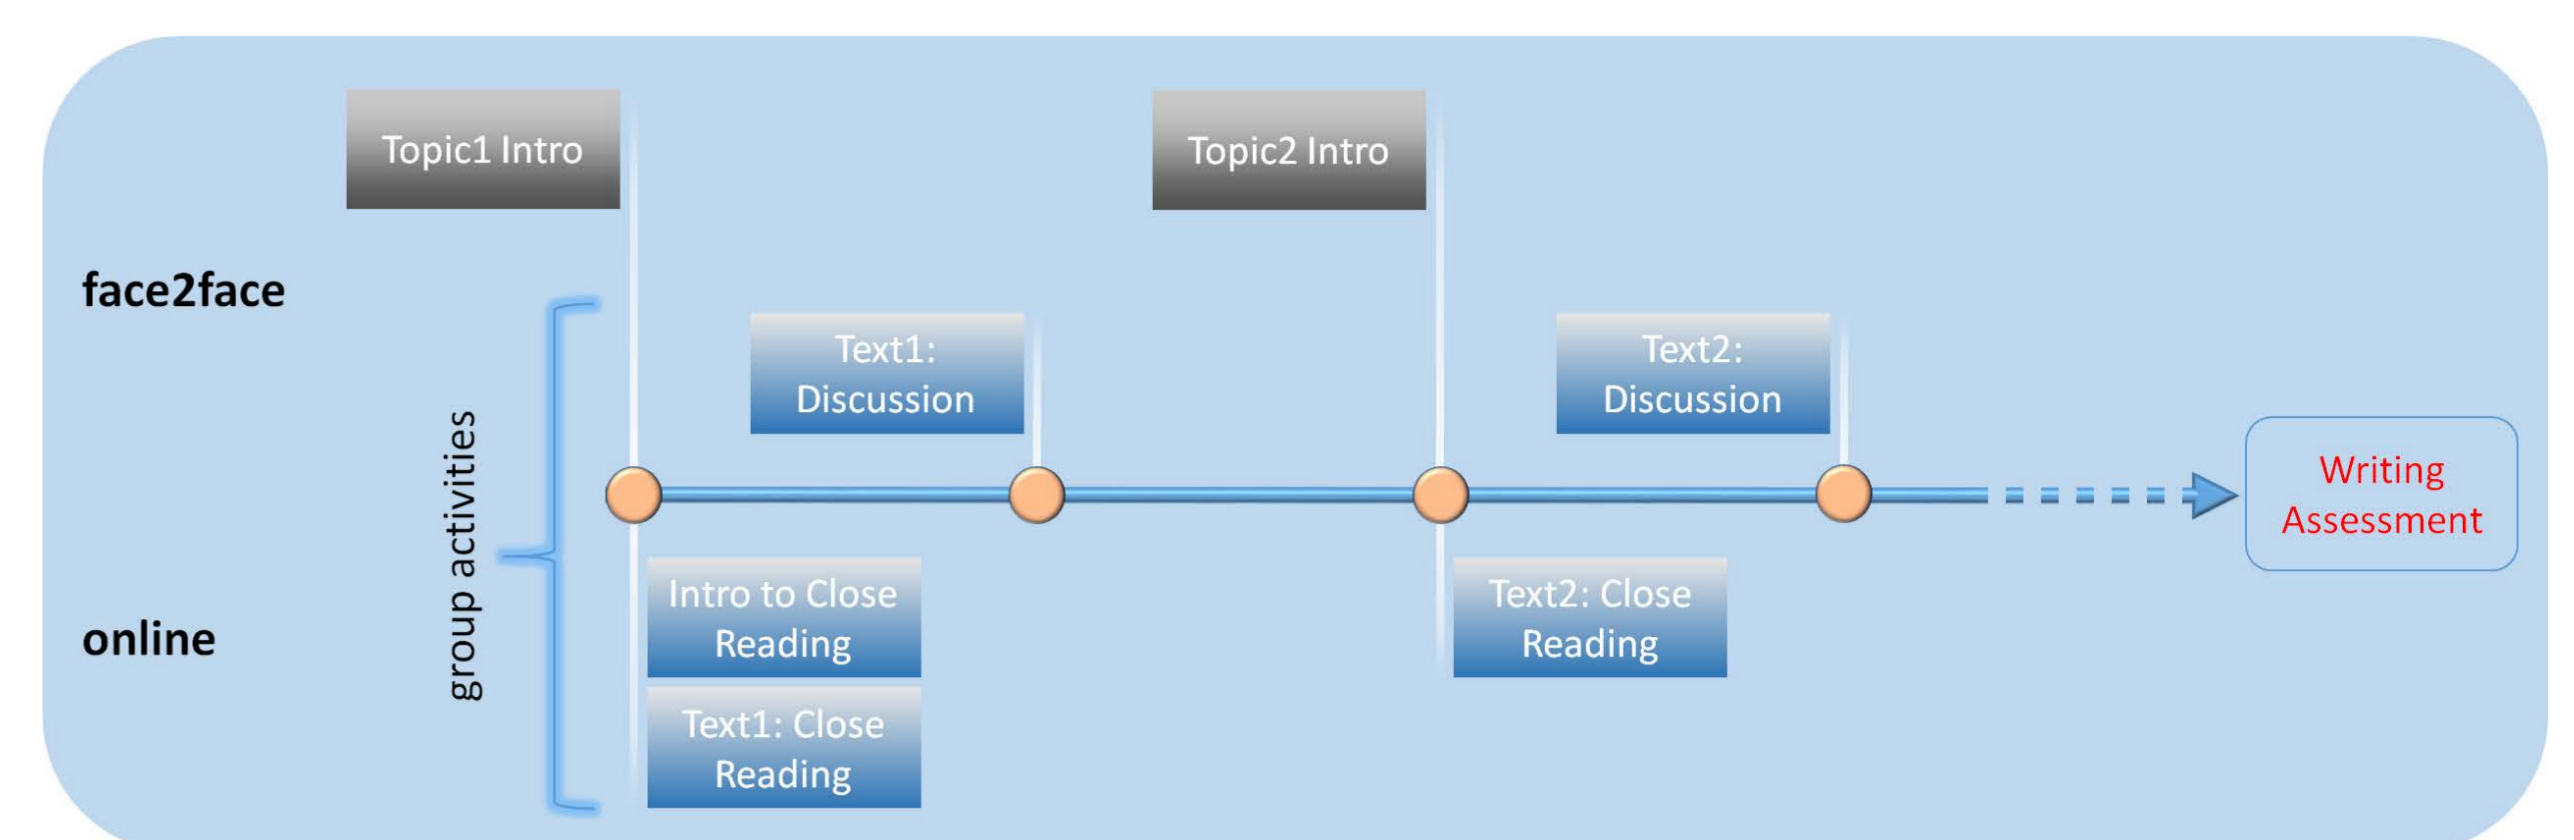 Topic1 Intro
Topic2 Intro
face2face
Text1:
Discussion
Text2:
Discussion
group activities
Writing
Assessment
online
Intro to Close
Reading
Text2: Close
Reading
Text1: Close
Reading